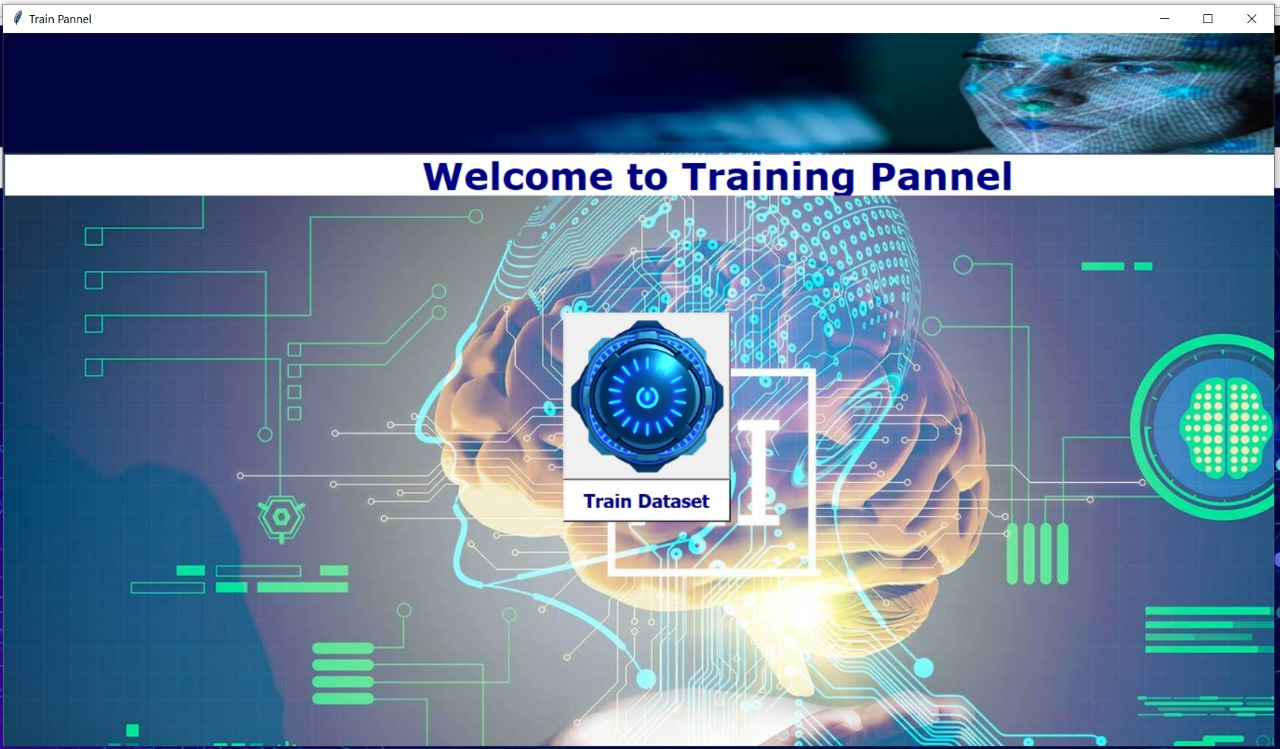 Train Pannel
Welcome to Training Pannel
I
Train Dataset